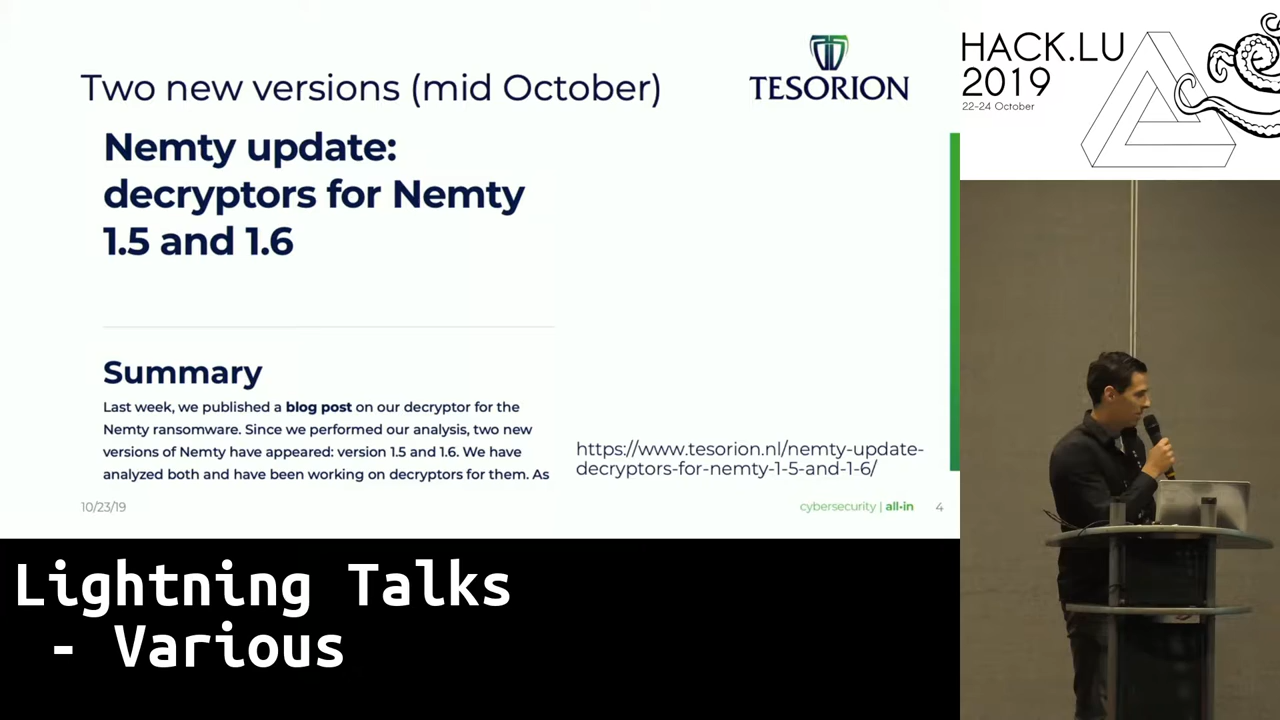 Two new versions (mid October)
TESORION
Nemty update:
decryptors for Nemty
1.5 and 1.6
Summary
Last week, we published a blog post on our decryptor for the
Nemty ransomware. Since we performed our analysis, two new
versions of Nemty have appeared: version 1.5 and 1.6. We have
analyzed both and have been working on decryptors for them. As
https://www.tesorion.nl/nemty-update-
decryptors-for-nemty-1-5-and-1-6/
10/23/19
cybersecurity | all-in
4
HACK.LU
2019
22-24 October
Lightning Talks
- Various